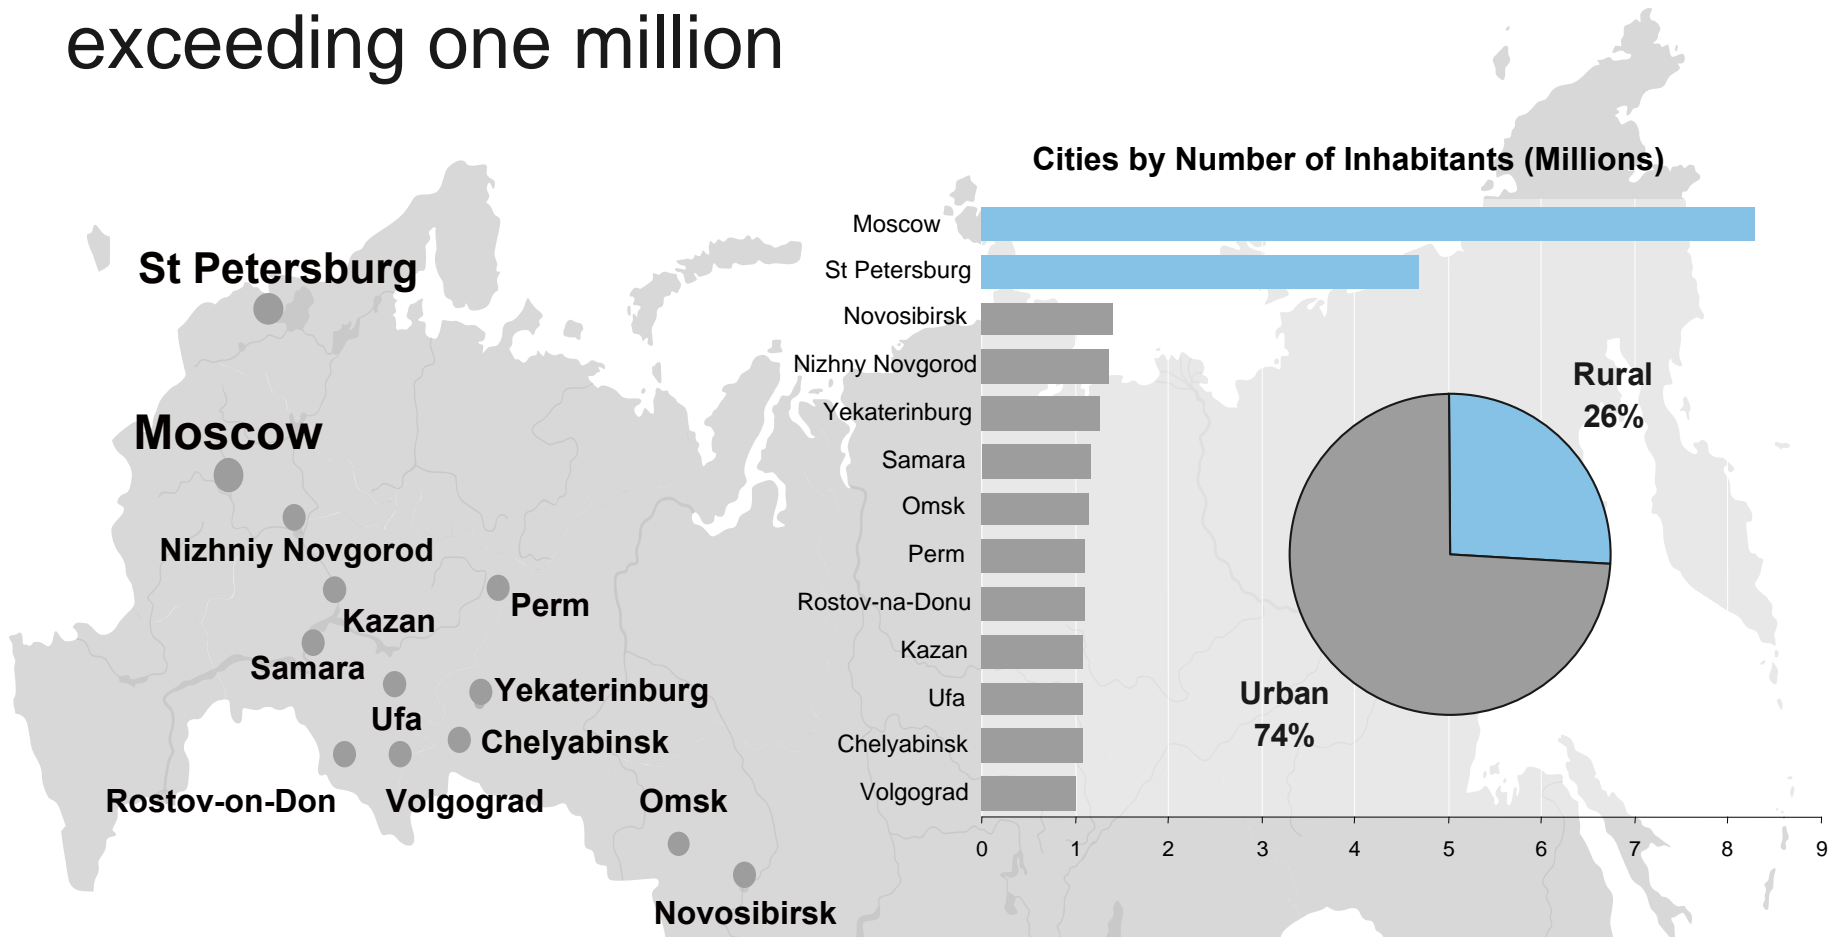 exceeding one million
Cities by Number of Inhabitants (Millions)
St Petersburg
Moscow
Nizhniy Novgorod
Kazan
Perm
Samara
Yekaterinburg
Ufa
Chelyabinsk
Rostov-on-Don
Volgograd
Omsk
Novosibirsk
Moscow
St Petersburg
Novosibirsk
Nizhny Novgorod
Yekaterinburg
Samara
Omsk
Perm
Rostov-na-Donu
Kazan
Ufa
Chelyabinsk
Volgograd
0 1 2 3 4 5 6 7 8 9
Rural
26%
Urban
74%